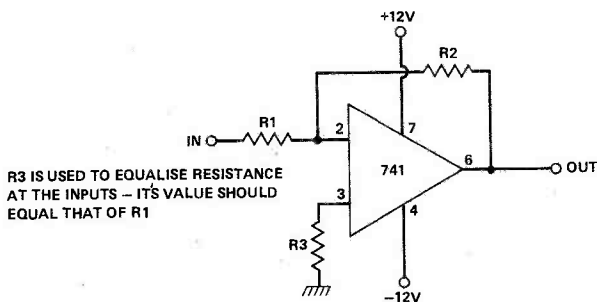 +12V
R2
R1
IN
2
7
741
6
OUT
R3 IS USED TO EQUALISE RESISTANCE
AT THE INPUTS – IT'S VALUE SHOULD
EQUAL THAT OF R1
3
4
R3
–12V